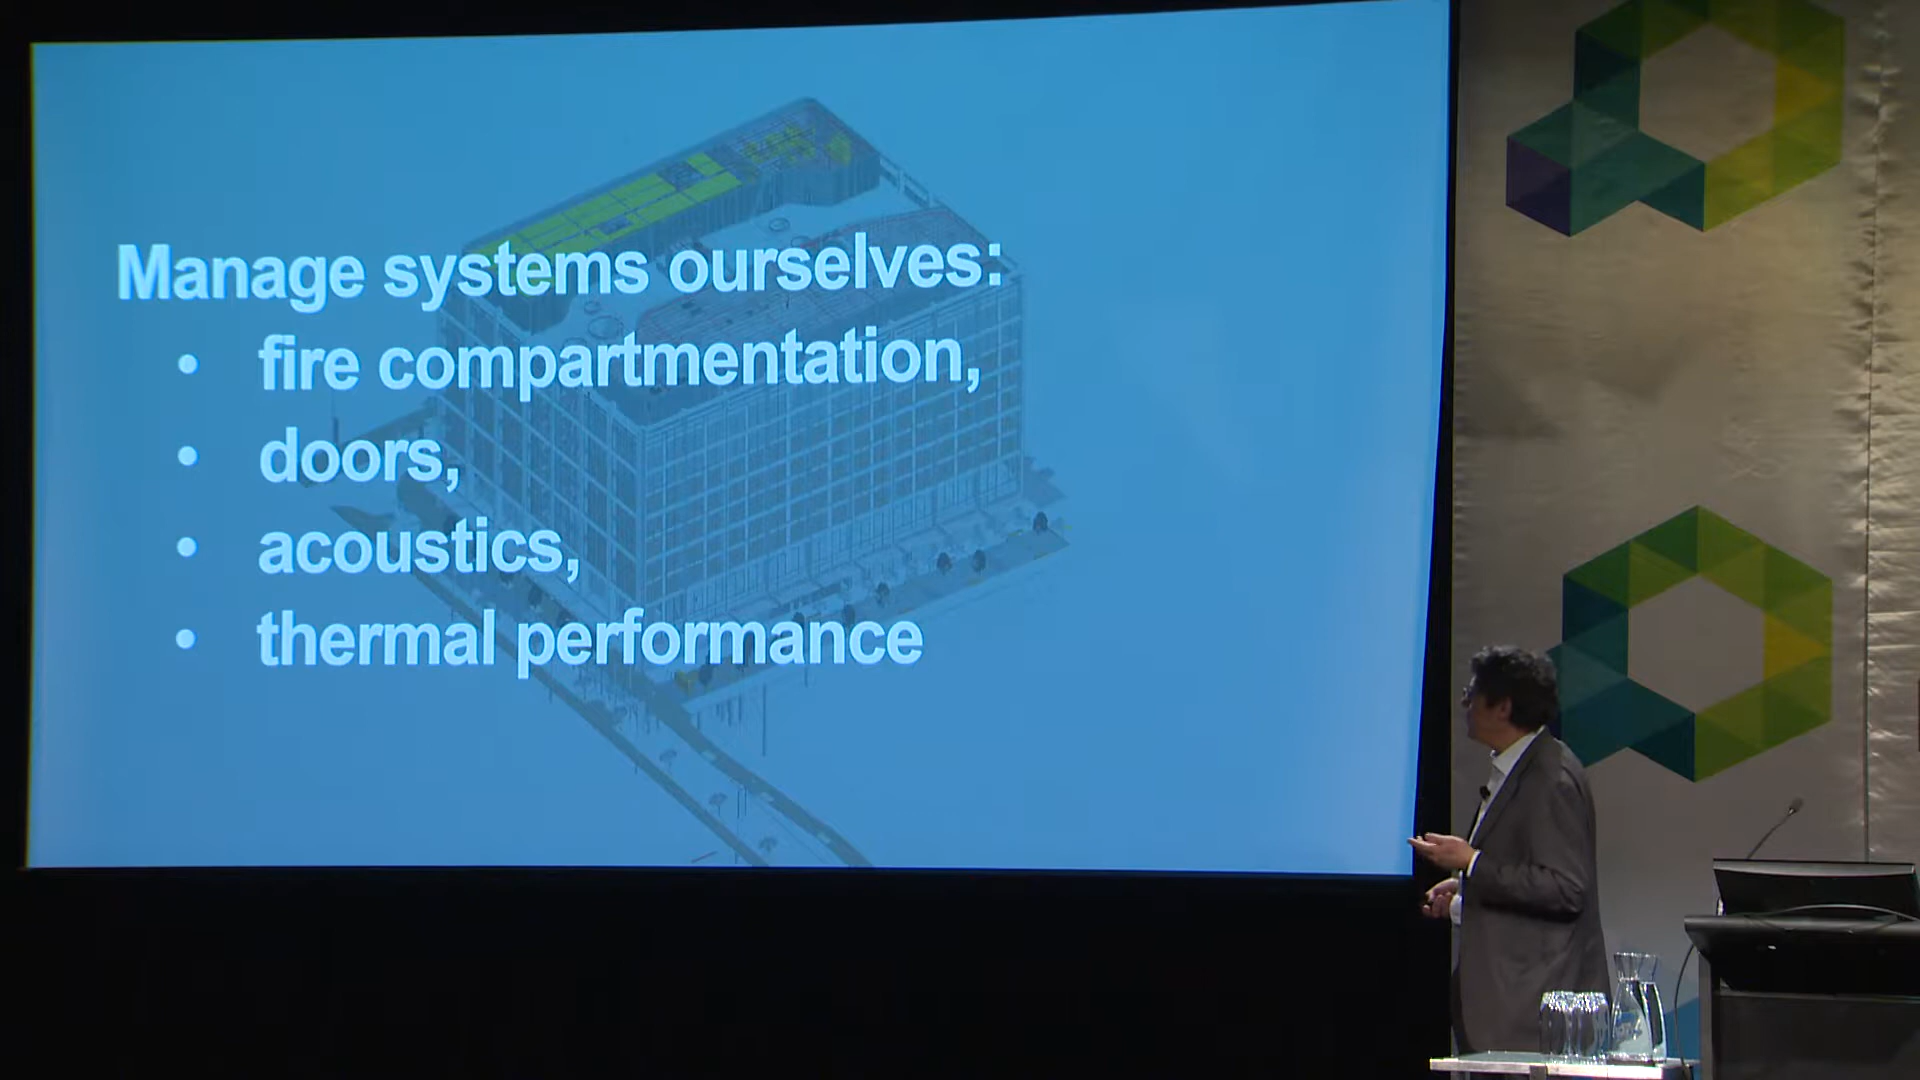 Manage systems ourselves:
• fire compartmentation,
• doors,
• acoustics,
• thermal performance